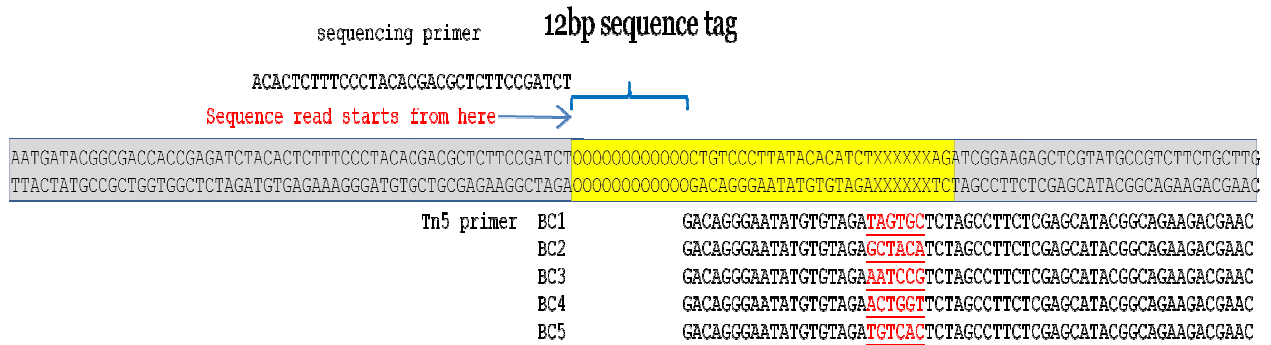 12bp sequence tag
sequencing primer
ACACTCTTTCCCTACACGACGCTCTTCCGATCT
Sequence read starts from here
AATGATACGGCGACCACCGAGATCTACACTCTTTCCCTACACGACGCTCTTCCGATCTOOOOOOOOOOOOCTGTCCCTTATACACATCTXXXXXXAGATCGGAAGAGCTCGTATGCCGTCTTCTGCTTG
TTACTATGCCGCTGGTGGCTCTAGATGTGAGAAAGGGATGTGCTGCGAGAAGGCTAGAOOOOOOOOOOOOGACAGGGAATATGTGTAGAXXXXXXTCTAGCCTTCTCGAGCATACGGCAGAAGACGAAC
Tn5 primer BC1 GACAGGGAATATGTGTAGATAGTGCTCTAGCCTTCTCGAGCATACGGCAGAAGACGAAC
BC2 GACAGGGAATATGTGTAGAGCTACATCTAGCCTTCTCGAGCATACGGCAGAAGACGAAC
BC3 GACAGGGAATATGTGTAGAAATCCGTCTAGCCTTCTCGAGCATACGGCAGAAGACGAAC
BC4 GACAGGGAATATGTGTAGAACTGGTTCTAGCCTTCTCGAGCATACGGCAGAAGACGAAC
BC5 GACAGGGAATATGTGTAGATGTCACTCTAGCCTTCTCGAGCATACGGCAGAAGACGAAC